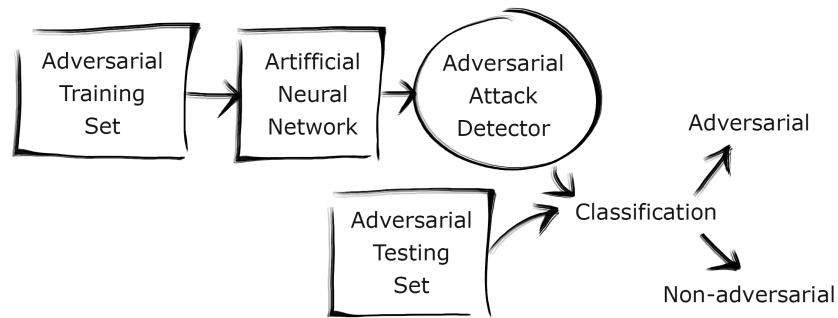 Adversarial
Training
Set
Artifficial
Neural
Network
Adversarial
Attack
Detector
Adversarial
Testing
Set
Classification
Adversarial
Non-adversarial